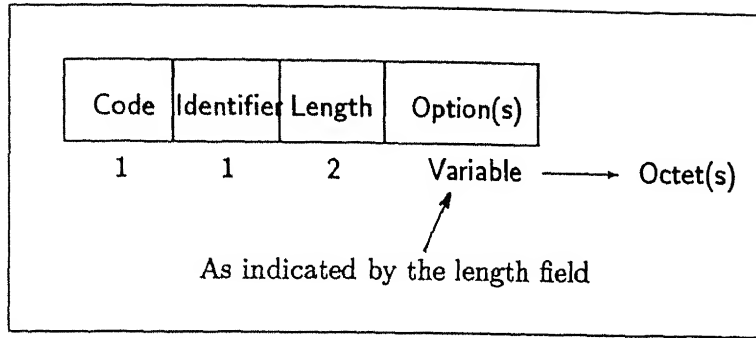 Code Identifier Length Option(s)
1 1 2 Variable Octet(s)
As indicated by the length field